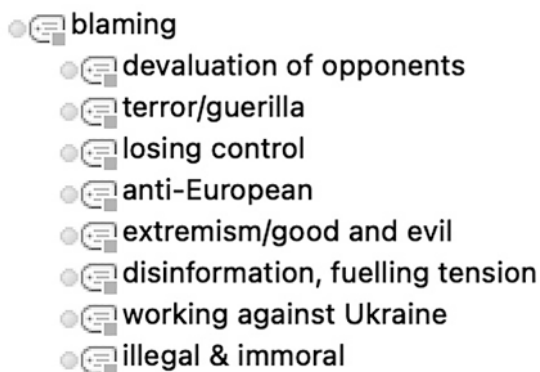 blaming
devaluation of opponents
terror/guerilla
losing control
anti-European
extremism/good and evil
disinformation, fuelling tension
working against Ukraine
illegal & immoral